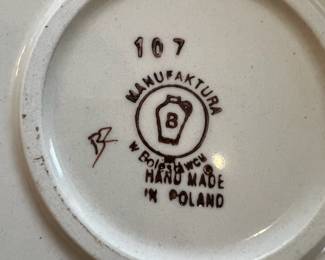 107
MANUFAKTURA
B
w Bolesławcu
HAND MADE
IN POLAND